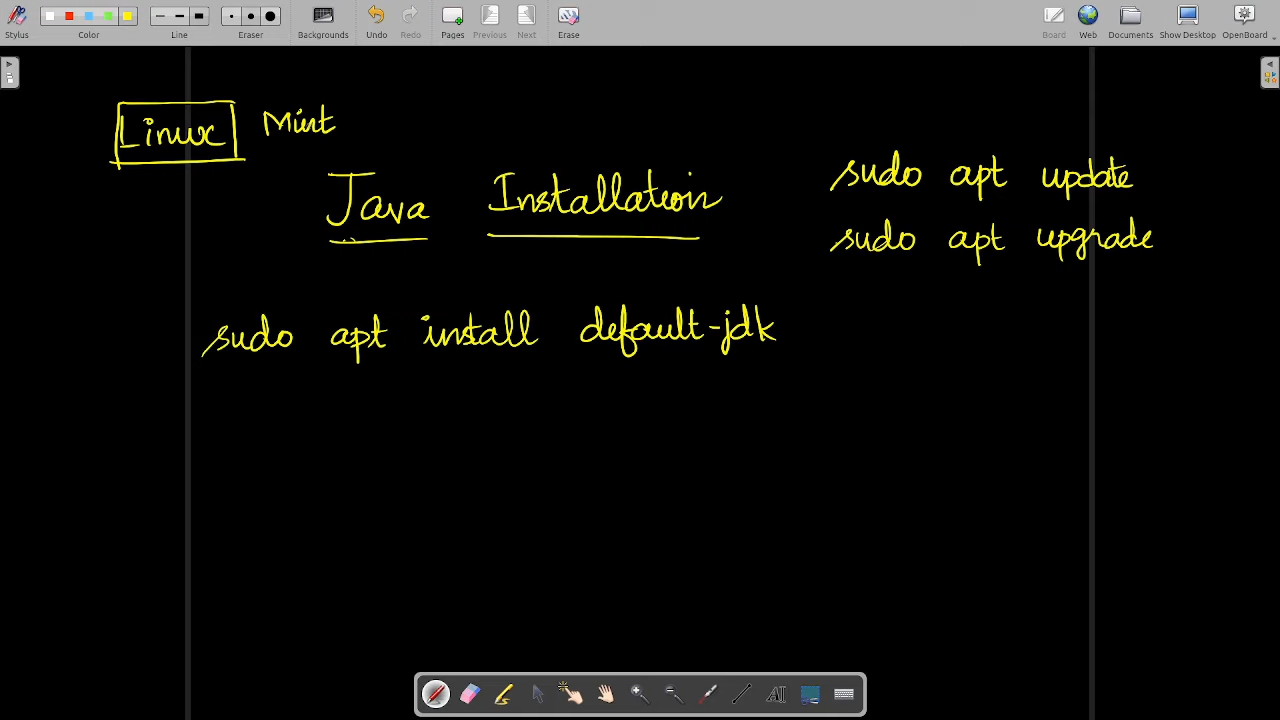 Stylus
Color
Line
Eraser
Backgrounds
Undo
Redo
Pages
Previous
Next
Erase
Board
Web
Documents
Show Desktop
OpenBoard
Linux Mint
Java Installation
sudo apt update
sudo apt upgrade
sudo apt install default-jdk
AI